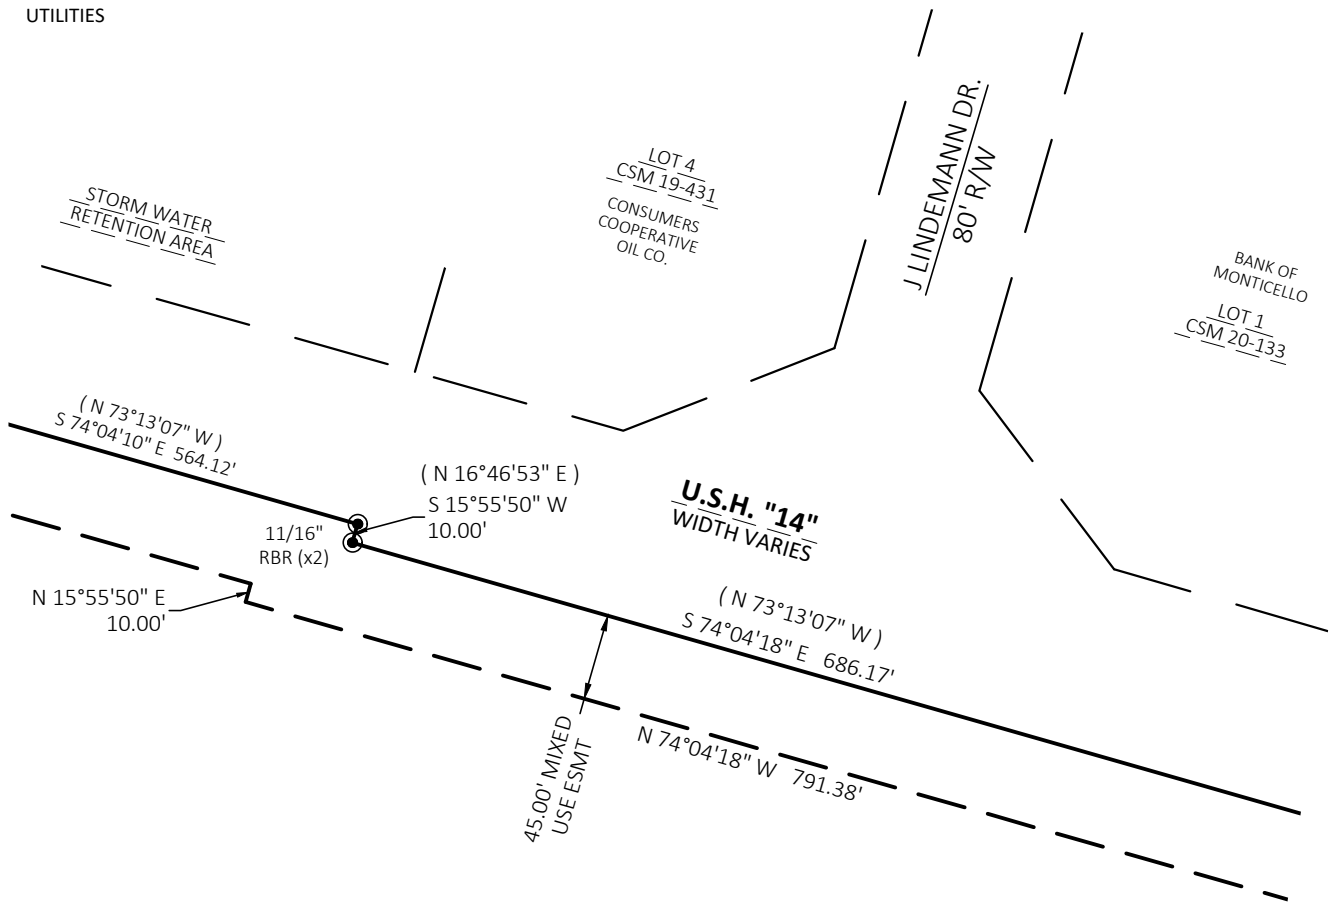 UTILITIES
J LINDEMANN DR.
80' R/W
LOT 4
CSM 19-431
CONSUMERS
COOPERATIVE
OIL CO.
STORM WATER
RETENTION AREA
BANK OF
MONTICELLO
LOT 1
CSM 20-133
( N 73°13'07" W )
S 74°04'10" E 564.12'
( N 16°46'53" E )
S 15°55'50" W
10.00'
U.S.H. "14"
WIDTH VARIES
11/16"
RBR (x2)
N 15°55'50" E
10.00'
( N 73°13'07" W )
S 74°04'18" E 686.17'
45.00' MIXED
USE ESMT
N 74°04'18" W 791.38'